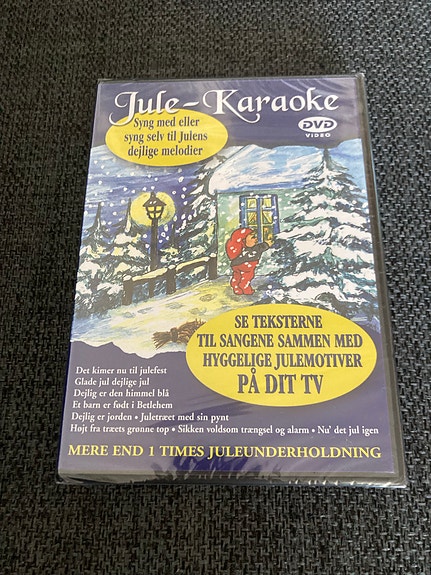 Jule-Karaoke
Syng med eller
syng selv til Julens
dejlige melodier
DVD
VIDEO
SE TEKSTERNE
TIL SANGENE SAMMEN MED
HYGGELIGE JULEMOTIVER
PÅ DIT TV
Det kimer nu til julefest
Glade jul dejlige jul
Dejlig er den himmel blå
Et barn er født i Betlehem
Dejlig er jorden • Juletræet med sin pynt
Højt fra træets grønne top • Sikken voldsom trængsel og alarm • Nu' det jul igen
MERE END 1 TIMES JULEUNDERHOLDNING